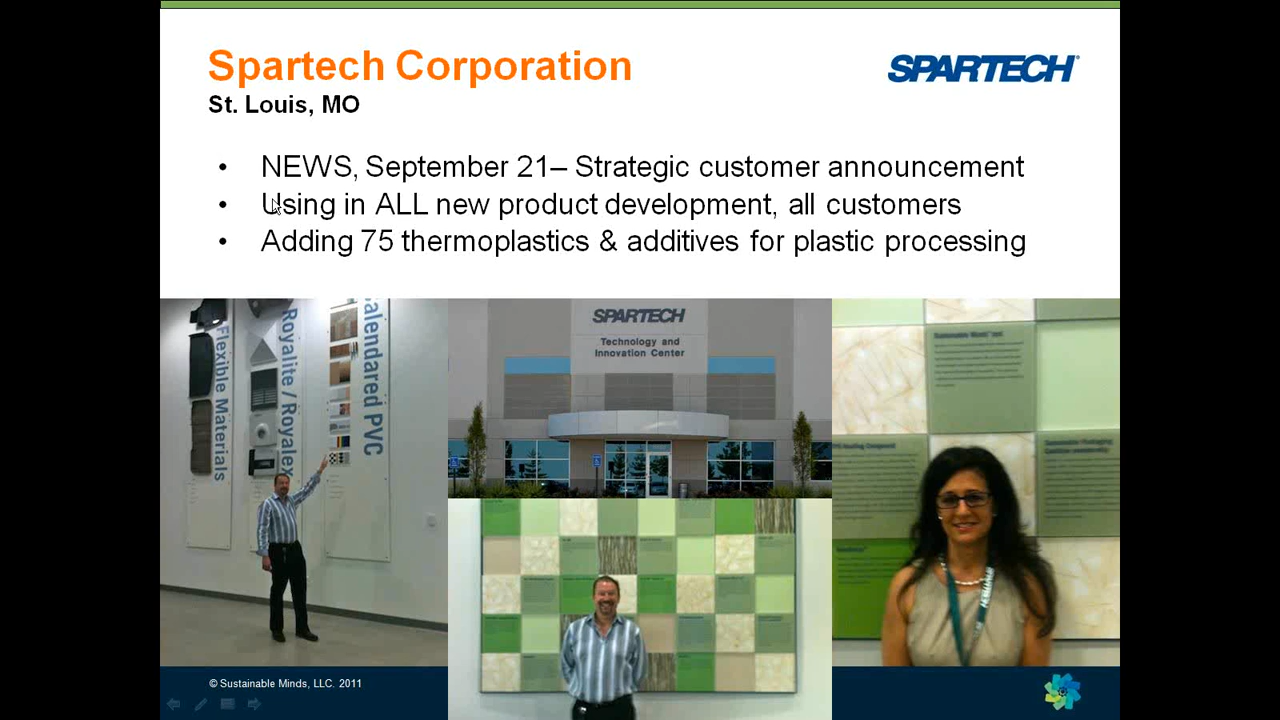 Spartech Corporation
SPARTECH
St. Louis, MO
• NEWS, September 21– Strategic customer announcement
• Using in ALL new product development, all customers
• Adding 75 thermoplastics & additives for plastic processing
Flexible Materials
Royalite / Royalex
alendared PVC
SPARTECH
Technology and
Innovation Center
© Sustainable Minds, LLC. 2011